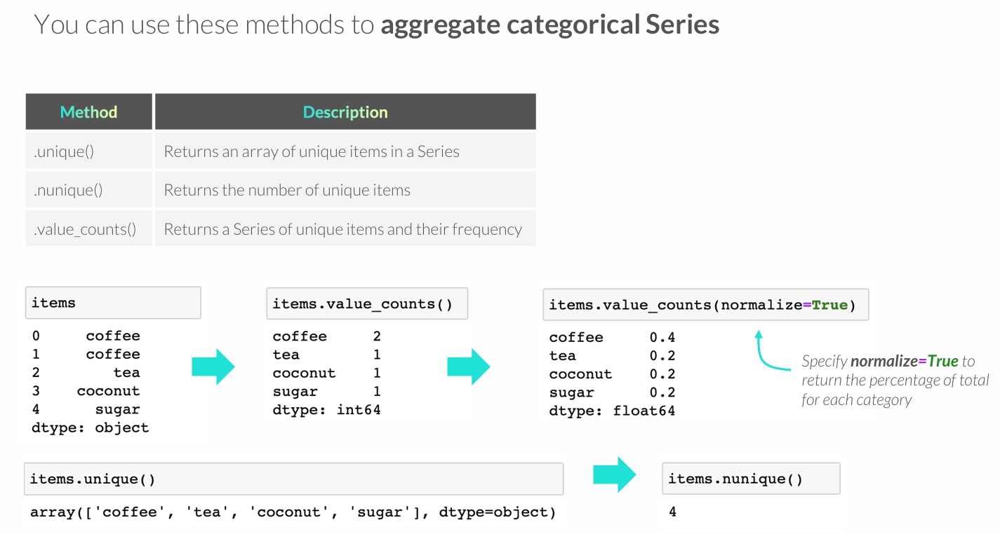 You can use these methods to aggregate categorical Series
Method Description
.unique() Returns an array of unique items in a Series
.nunique() Returns the number of unique items
.value_counts() Returns a Series of unique items and their frequency
items
0 coffee
1 coffee
2 tea
3 coconut
4 sugar
dtype: object
items.value_counts()
coffee 2
tea 1
coconut 1
sugar 1
dtype: int64
items.value_counts(normalize=True)
coffee 0.4
tea 0.2
coconut 0.2
sugar 0.2
dtype: float64
Specify normalize=True to
return the percentage of total
for each category
items.unique()
array(['coffee', 'tea', 'coconut', 'sugar'], dtype=object)
items.nunique()
4